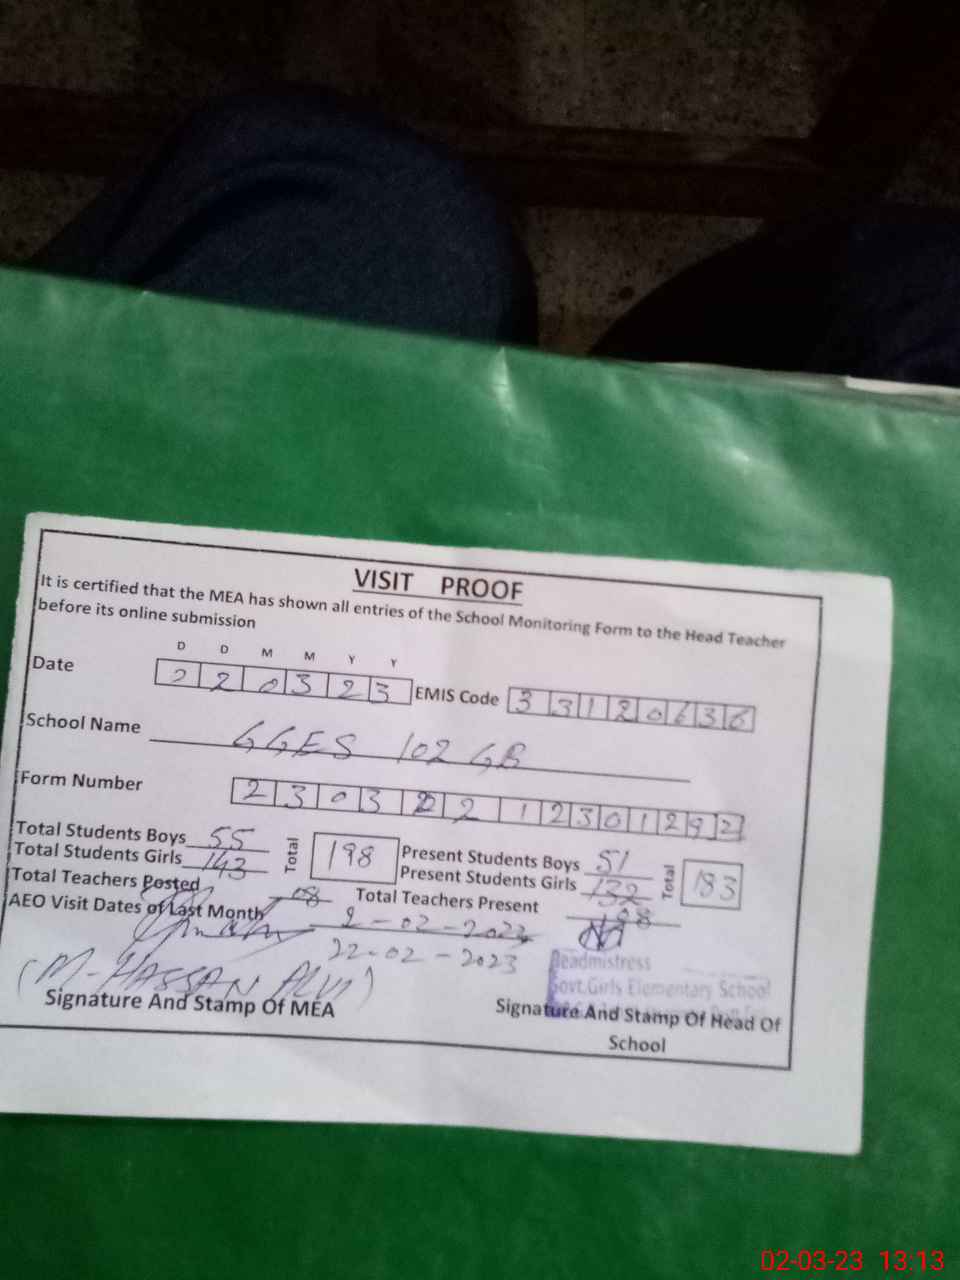 VISIT PROOF
It is certified that the MEA has shown all entries of the School Monitoring Form to the Head Teacher
before its online submission
D D M M Y Y
Date 0 2 0 3 2 3 EMIS Code 3 3 1 2 0 6 3 6
School Name GGES 102 GB
Form Number 2 3 0 3 2 2 1 2 3 0 1 2 9 2
Total Students Boys 55 Total 198 Present Students Boys 51 Total 183
Total Students Girls 143 Present Students Girls 132
Total Teachers Posted 08 Total Teachers Present 08
AEO Visit Dates of Last Month 2-02-2023
22-02-2023
(M-HASSAN ALVI)
Headmistress
Govt.Girls Elementary School
Signature And Stamp Of MEA Signature And Stamp Of Head Of
School
02-03-23 13:13